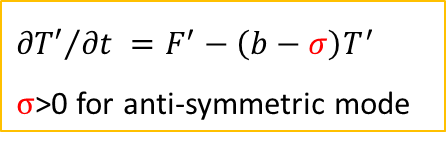 ∂T′/∂t = F′ − (b − σ)T′
σ>0 for anti-symmetric mode